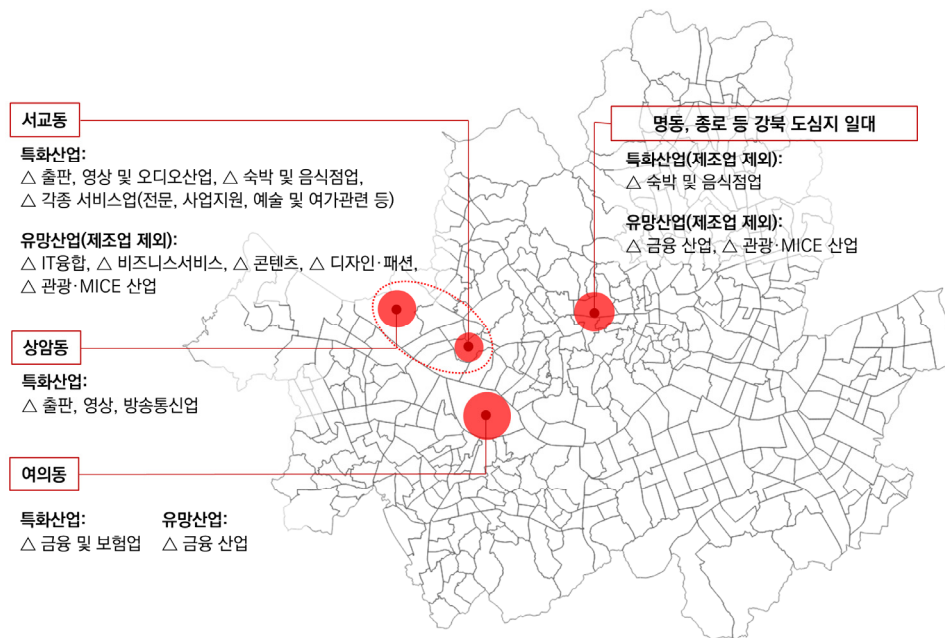 서교동
특화산업:
△ 출판, 영상 및 오디오산업, △ 숙박 및 음식점업,
△ 각종 서비스업(전문, 사업지원, 예술 및 여가관련 등)
유망산업(제조업 제외):
△ IT융합, △ 비즈니스서비스, △ 콘텐츠, △ 디자인·패션,
△ 관광·MICE 산업
상암동
특화산업:
△ 출판, 영상, 방송통신업
여의동
특화산업:
△ 금융 및 보험업
유망산업:
△ 금융 산업
명동, 종로 등 강북 도심지 일대
특화산업(제조업 제외):
△ 숙박 및 음식점업
유망산업(제조업 제외):
△ 금융 산업, △ 관광·MICE 산업